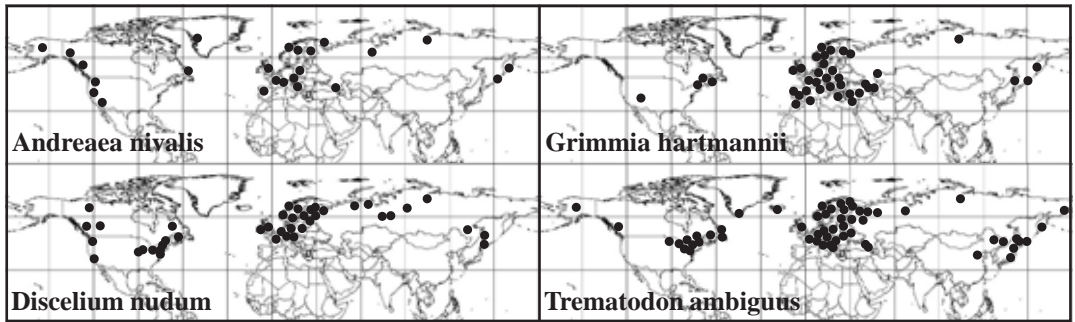 Andreaea nivalis
Grimmia hartmannii
Discelium nudum
Trematodon ambiguus